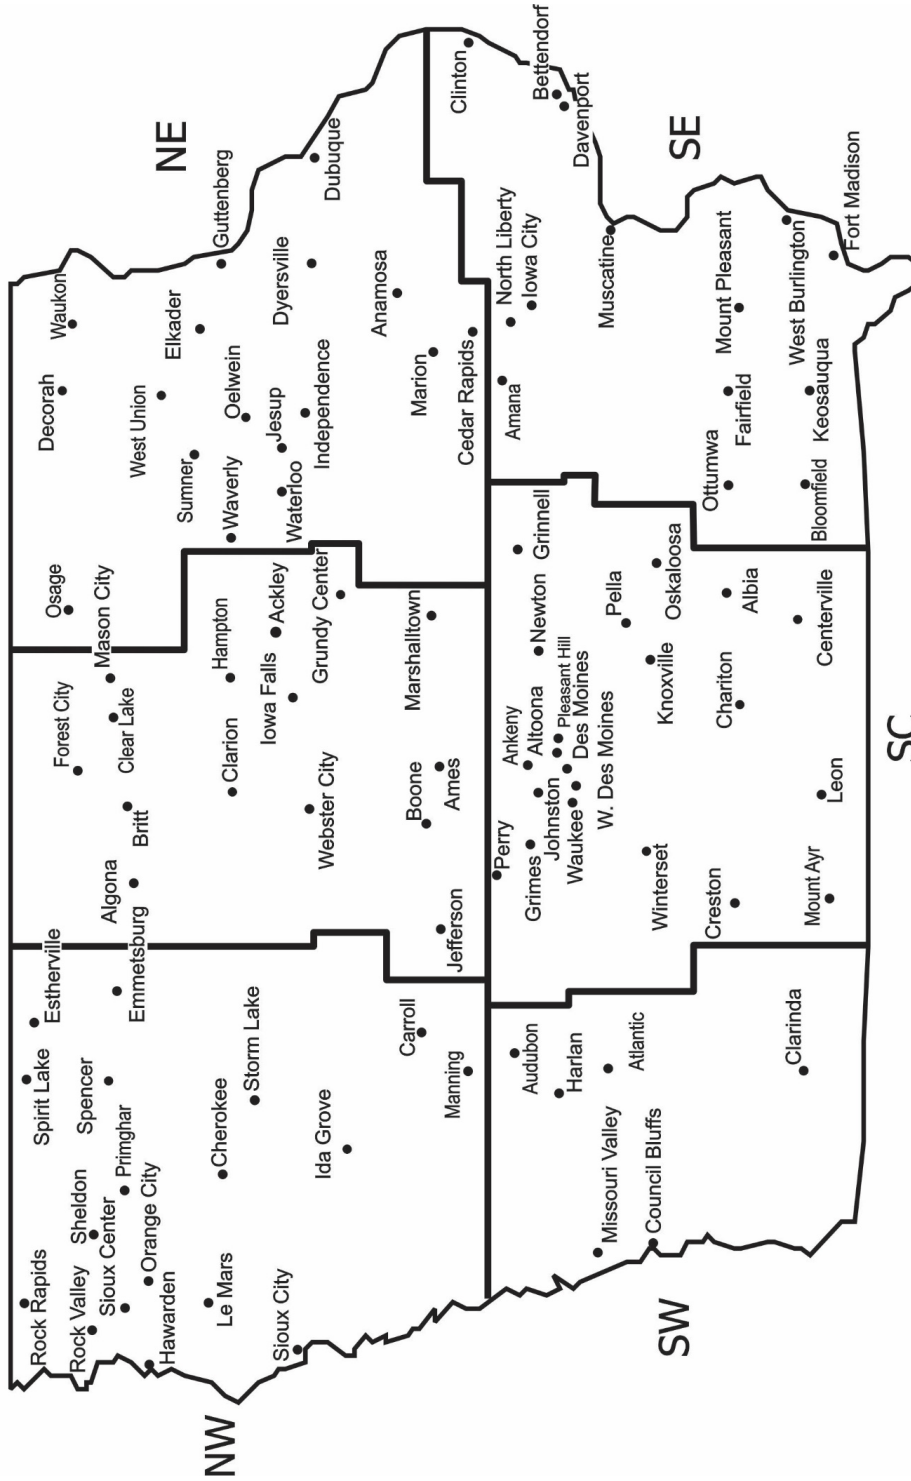 NW
Rock Rapids
Rock Valley
Sheldon
Sioux Center
Primghar
Orange City
Hawarden
Le Mars
Sioux City
Spirit Lake
Estherville
Spencer
Emmetsburg
Cherokee
Storm Lake
Ida Grove
Carroll
Manning
Forest City
Mason City
Clear Lake
Algona
Britt
Hampton
Clarion
Iowa Falls
Ackley
Grundy Center
Webster City
Marshalltown
Boone
Ames
Jefferson
NE
Osage
Decorah
Waukon
West Union
Elkader
Guttenberg
Sumner
Oelwein
Waverly
Jesup
Waterloo
Independence
Dyersville
Dubuque
Anamosa
Marion
Cedar Rapids
SW
Audubon
Harlan
Atlantic
Missouri Valley
Council Bluffs
Clarinda
SC
Perry
Ankeny
Altoona
Grimes
Johnston
Pleasant Hill
Des Moines
Waukee
W. Des Moines
Newton
Grinnell
Pella
Oskaloosa
Knoxville
Winterset
Creston
Chariton
Albia
Centerville
Leon
Mount Ayr
SE
Clinton
Bettendorf
Davenport
North Liberty
Iowa City
Amana
Muscatine
Ottumwa
Fairfield
Mount Pleasant
West Burlington
Fort Madison
Keosauqua
Bloomfield